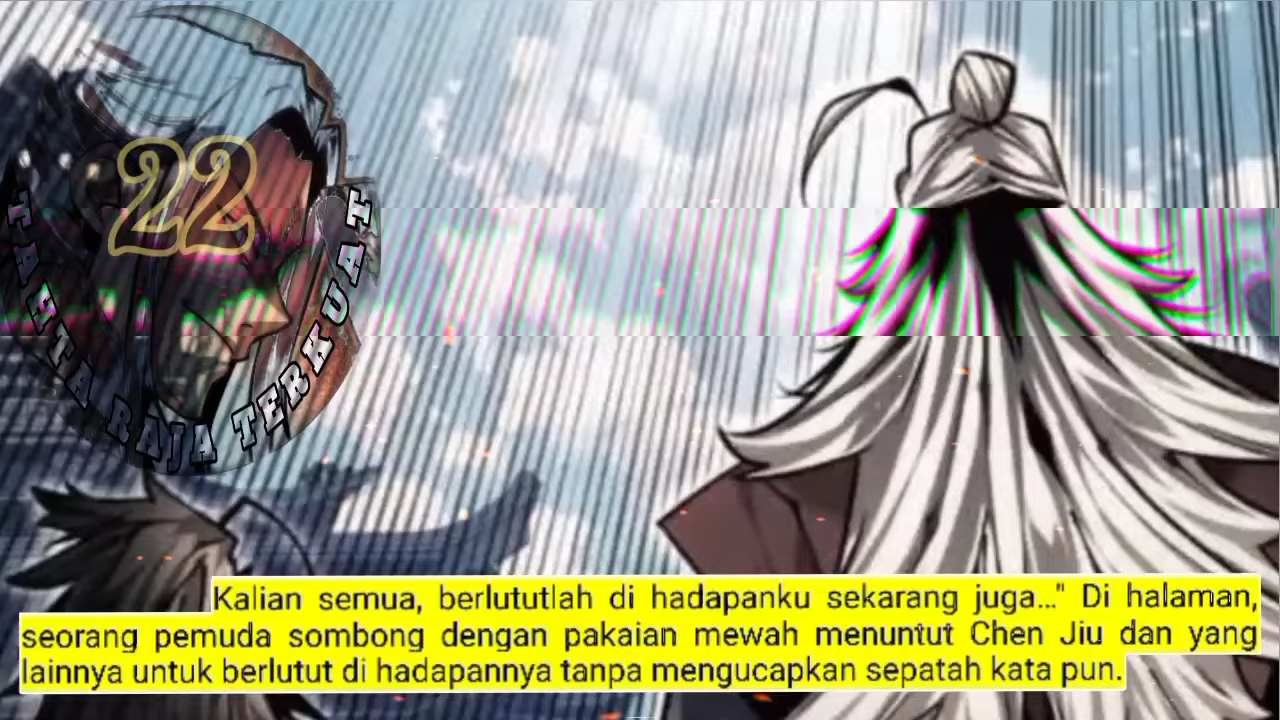 22
TAHTA RAJA TERKUAT
Kalian semua, berlututlah di hadapanku sekarang juga..." Di halaman,
seorang pemuda sombong dengan pakaian mewah menuntut Chen Jiu dan yang
lainnya untuk berlutut di hadapannya tanpa mengucapkan sepatah kata pun.